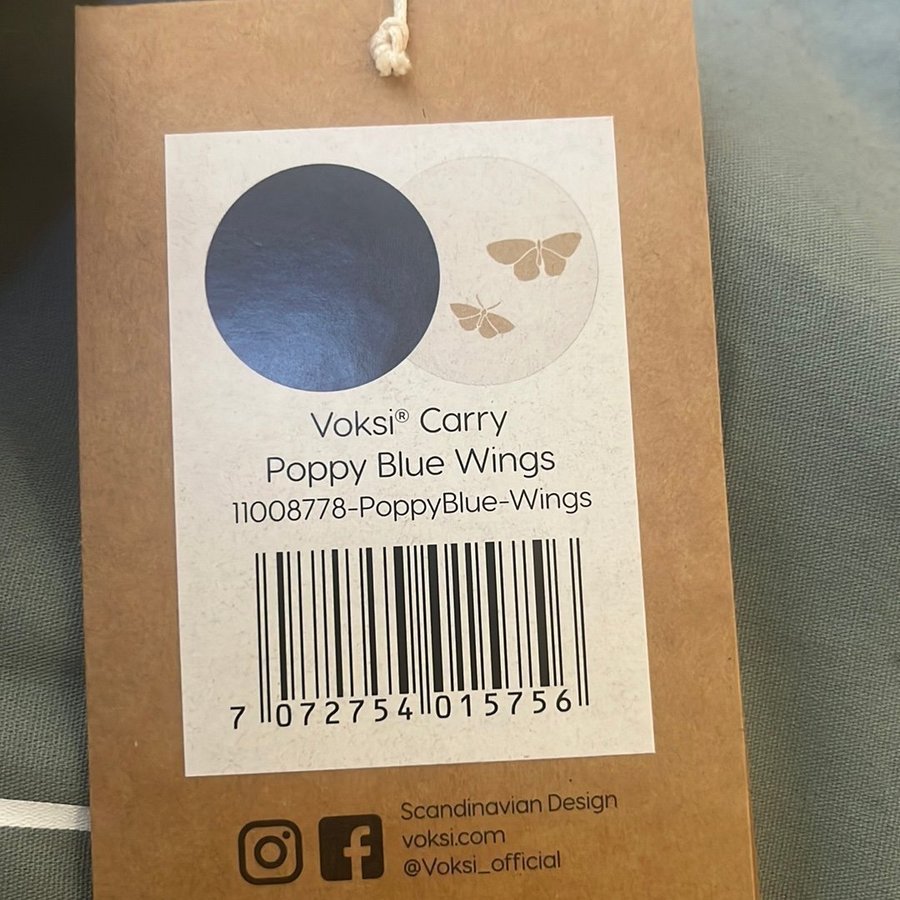 Voksi® Carry
Poppy Blue Wings
11008778-PoppyBlue-Wings
7 072754 015756
Scandinavian Design
voksi.com
@Voksi_official